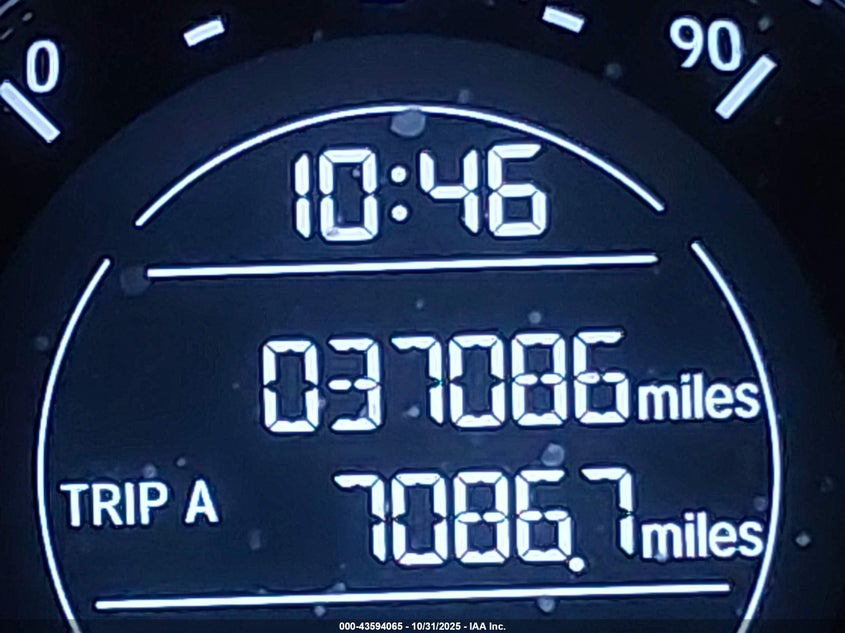 0
90
10:46
037086 miles
TRIP A 7086.7 miles
000-43594065 - 10/31/2025 - IAA Inc.